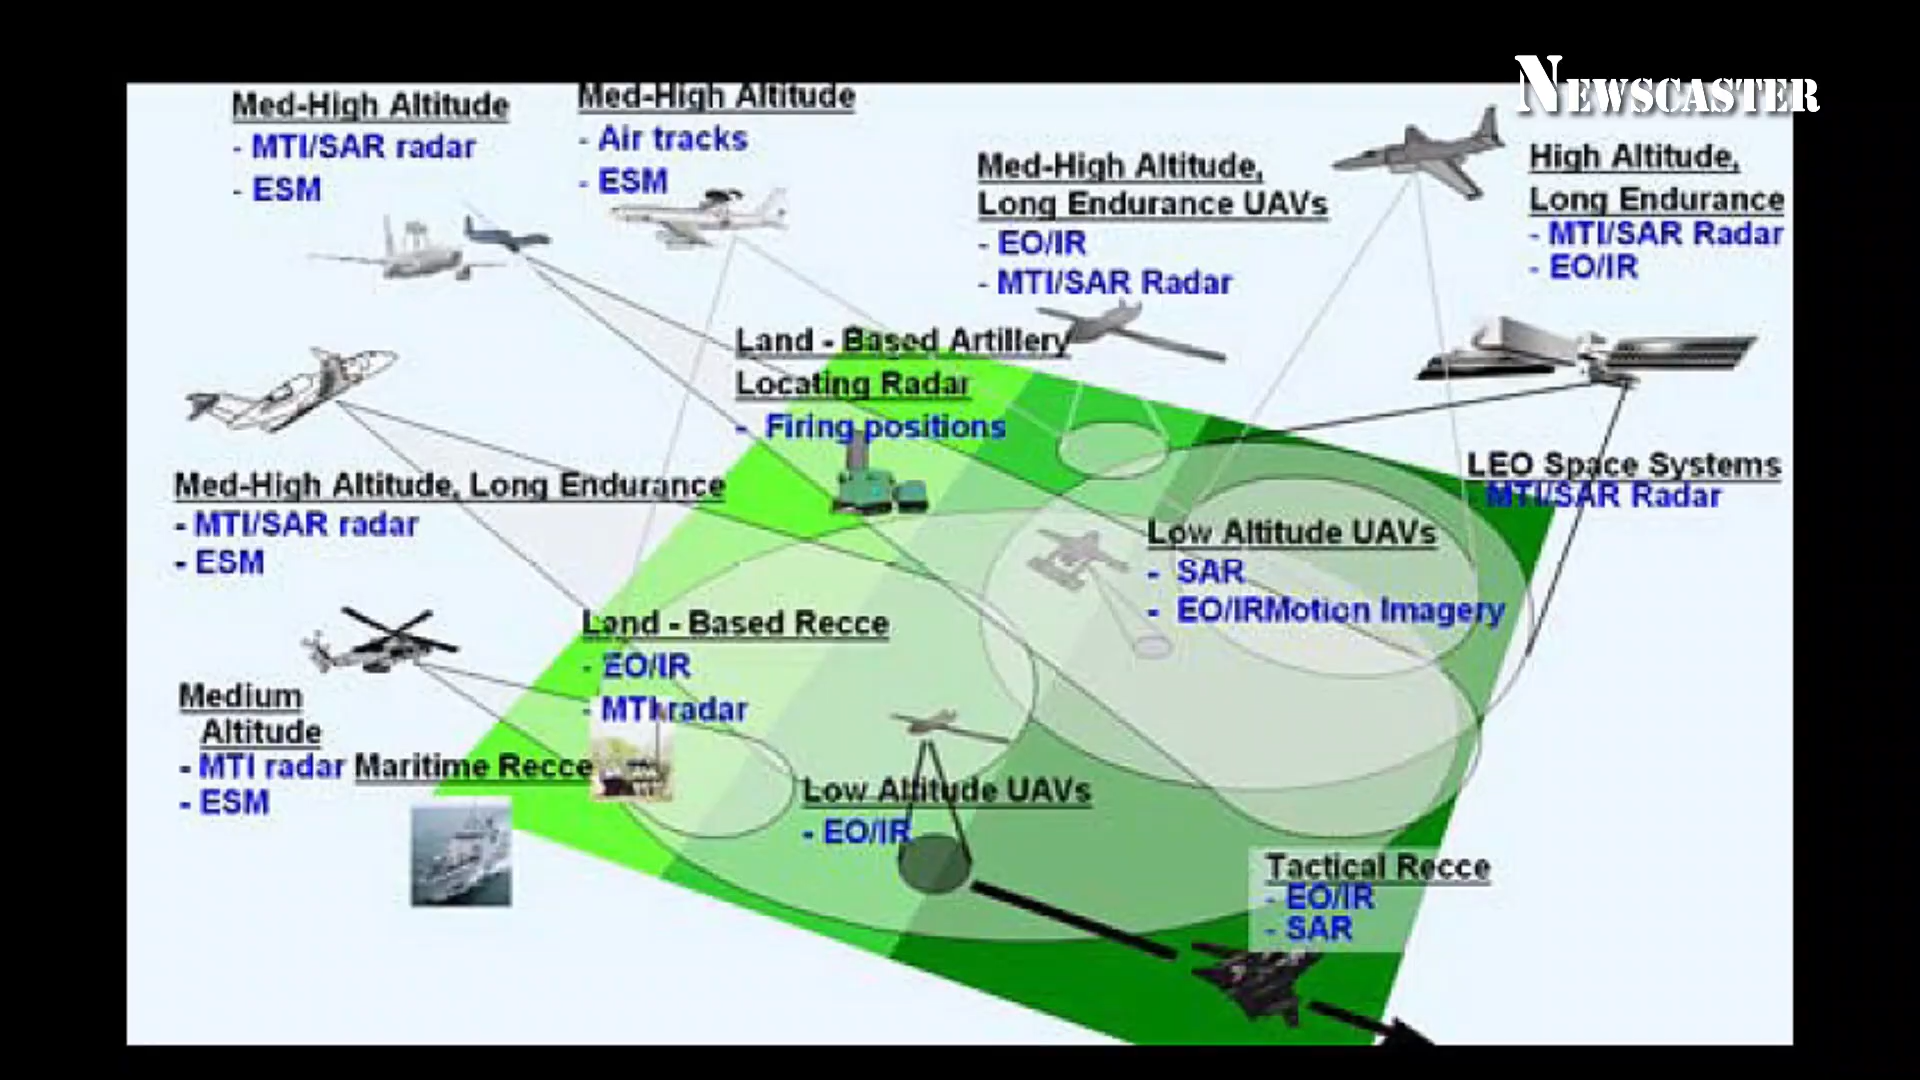 NEWSCASTER
Med-High Altitude
- MTI/SAR radar
- ESM
Med-High Altitude
- Air tracks
- ESM
Med-High Altitude,
Long Endurance UAVs
- EO/IR
- MTI/SAR Radar
High Altitude,
Long Endurance
- MTI/SAR Radar
- EO/IR
Land - Based Artillery
Locating Radar
- Firing positions
LEO Space Systems
MTI/SAR Radar
Med-High Altitude, Long Endurance
- MTI/SAR radar
- ESM
Low Altitude UAVs
- SAR
- EO/IRMotion Imagery
Land - Based Recce
- EO/IR
- MTI radar
Medium
Altitude
- MTI radar
- ESM
Maritime Recce
Low Altitude UAVs
- EO/IR
Tactical Recce
- EO/IR
- SAR